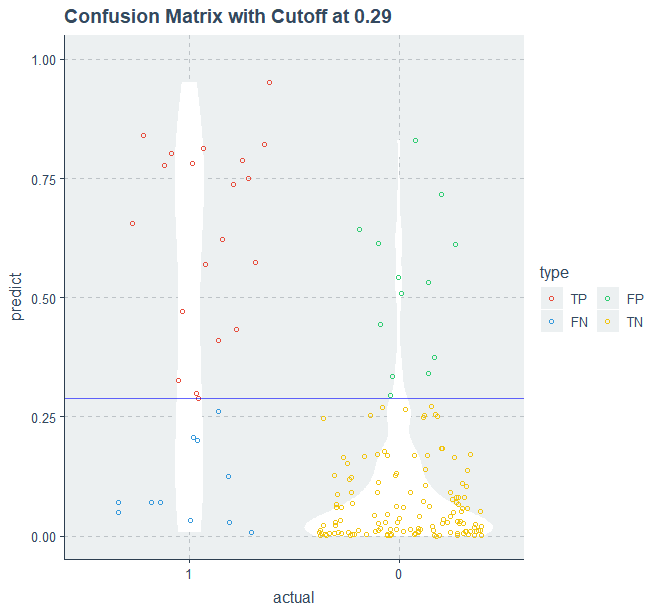 Confusion Matrix with Cutoff at 0.29
1.00
0.75
0.50
0.25
0.00
predict
1
0
actual
type
TP
FP
FN
TN